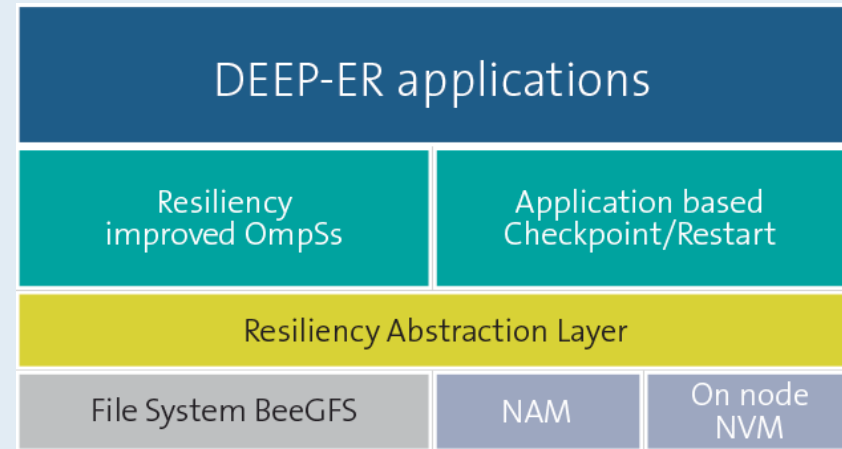 DEEP-ER applications
Resiliency
improved OmpSs
Application based
Checkpoint/Restart
Resiliency Abstraction Layer
File System BeeGFS
NAM
On node
NVM